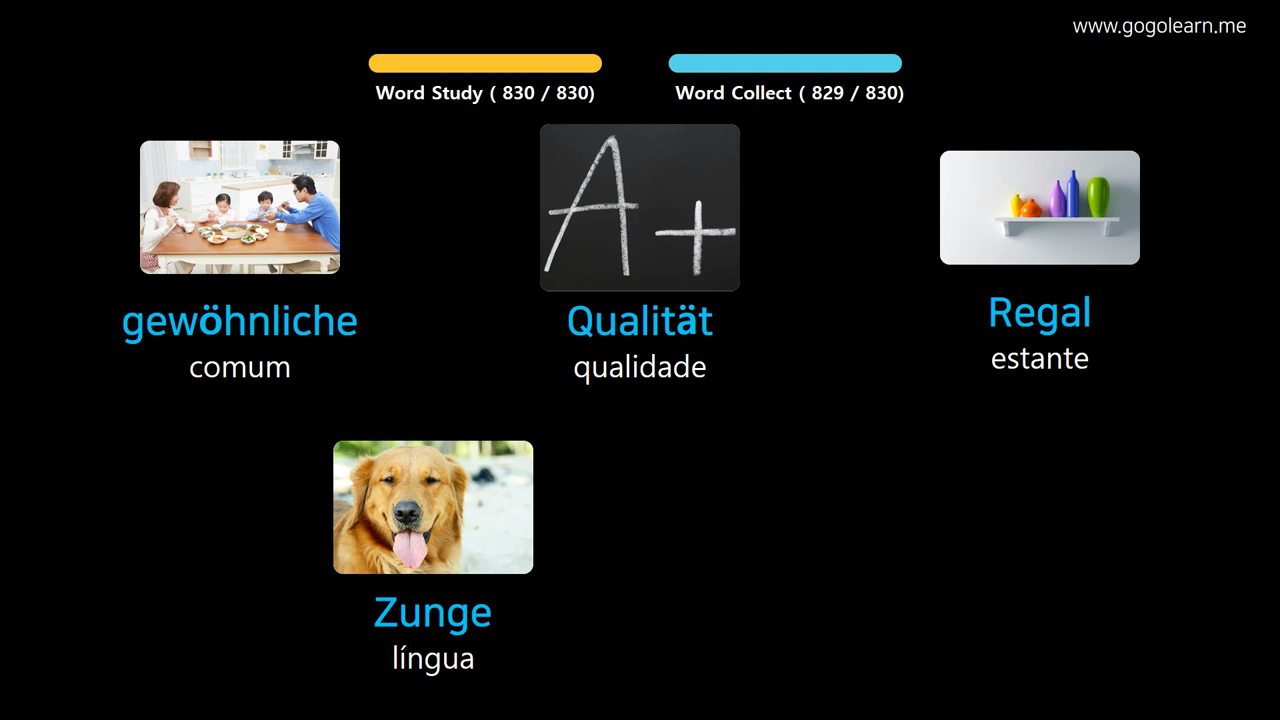 www.gogolearn.me
Word Study ( 830 / 830)
Word Collect ( 829 / 830)
A+
gewöhnliche
comum
Qualität
qualidade
Regal
estante
Zunge
língua